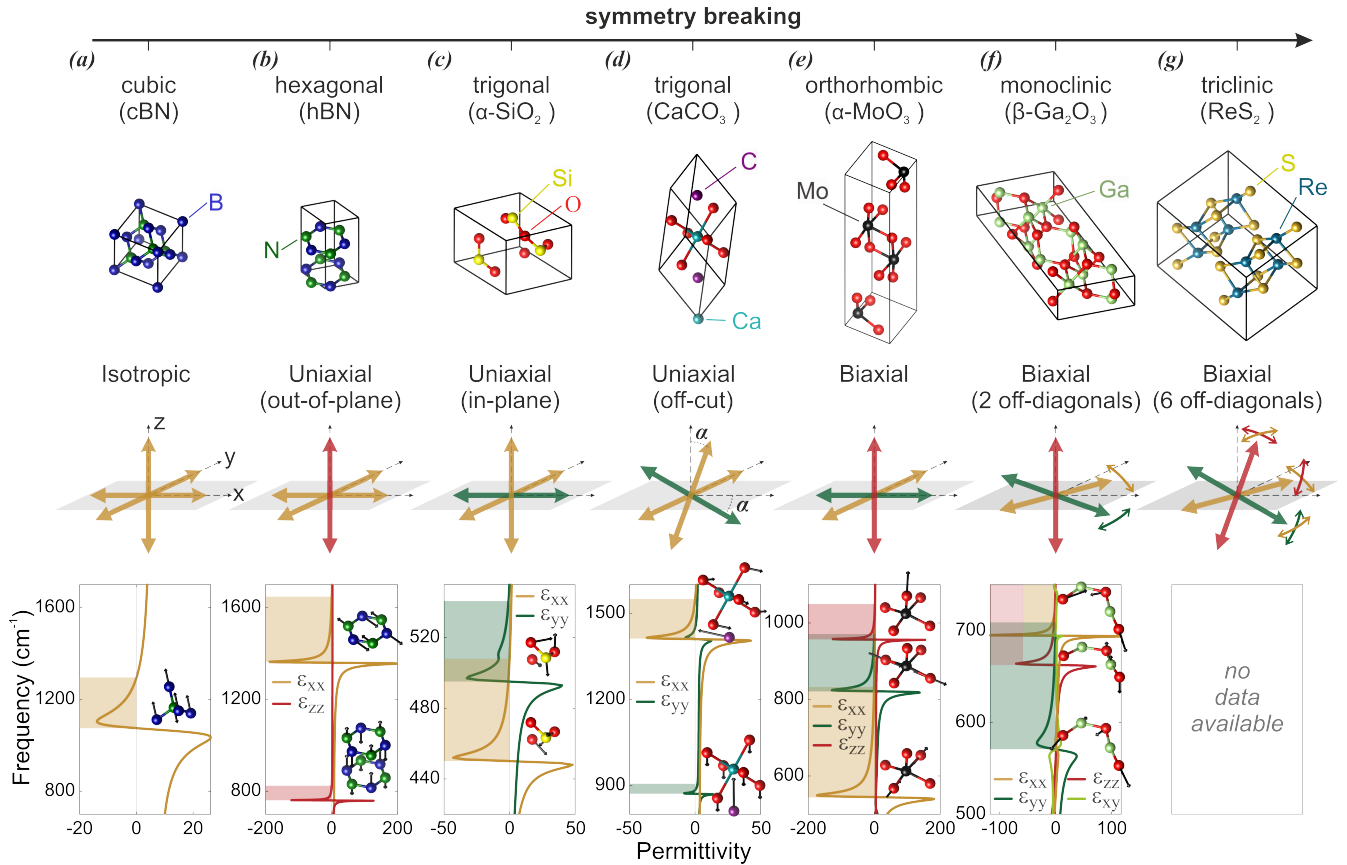 symmetry breaking
(a) (b) (c) (d) (e) (f) (g)
cubic hexagonal trigonal trigonal orthorhombic monoclinic triclinic
(cBN) (hBN) (α-SiO₂ ) (CaCO₃ ) (α-MoO₃ ) (β-Ga₂O₃) (ReS₂ )
B
N
Si
O
C
Ca
Mo
Ga
S
Re
Isotropic Uniaxial Uniaxial Uniaxial Biaxial Biaxial Biaxial
(out-of-plane) (in-plane) (off-cut) (2 off-diagonals) (6 off-diagonals)
z
y
x
α
α
Frequency (cm⁻¹)
1600
1200
800
-20 0 20
1600
1200
800
εxx
εzz
-200 0 200
520
480
440
εxx
εyy
-50 0 50
1500
1200
900
εxx
εyy
-50 0 50
1000
800
600
εxx
εyy
εzz
-200 0 200
700
600
500
εxx εzz
εyy εxy
-100 0 100
no
data
available
Permittivity